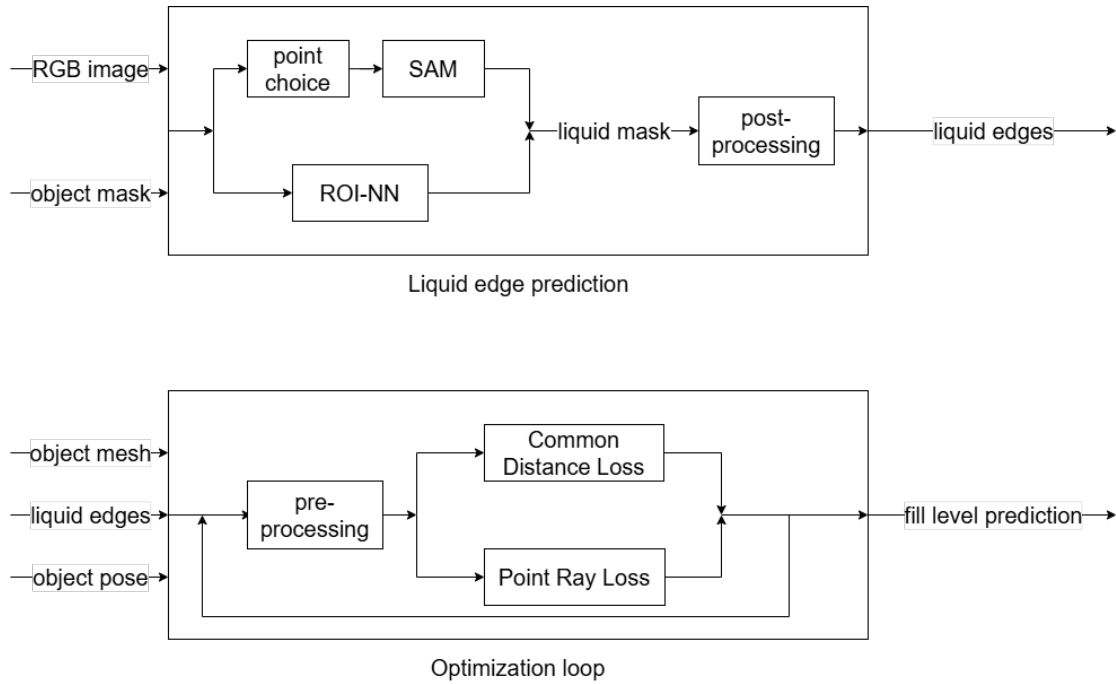 RGB image
point
choice
SAM
object mask
ROI-NN
liquid mask
post-
processing
liquid edges
Liquid edge prediction
object mesh
liquid edges
object pose
pre-
processing
Common
Distance Loss
Point Ray Loss
fill level prediction
Optimization loop